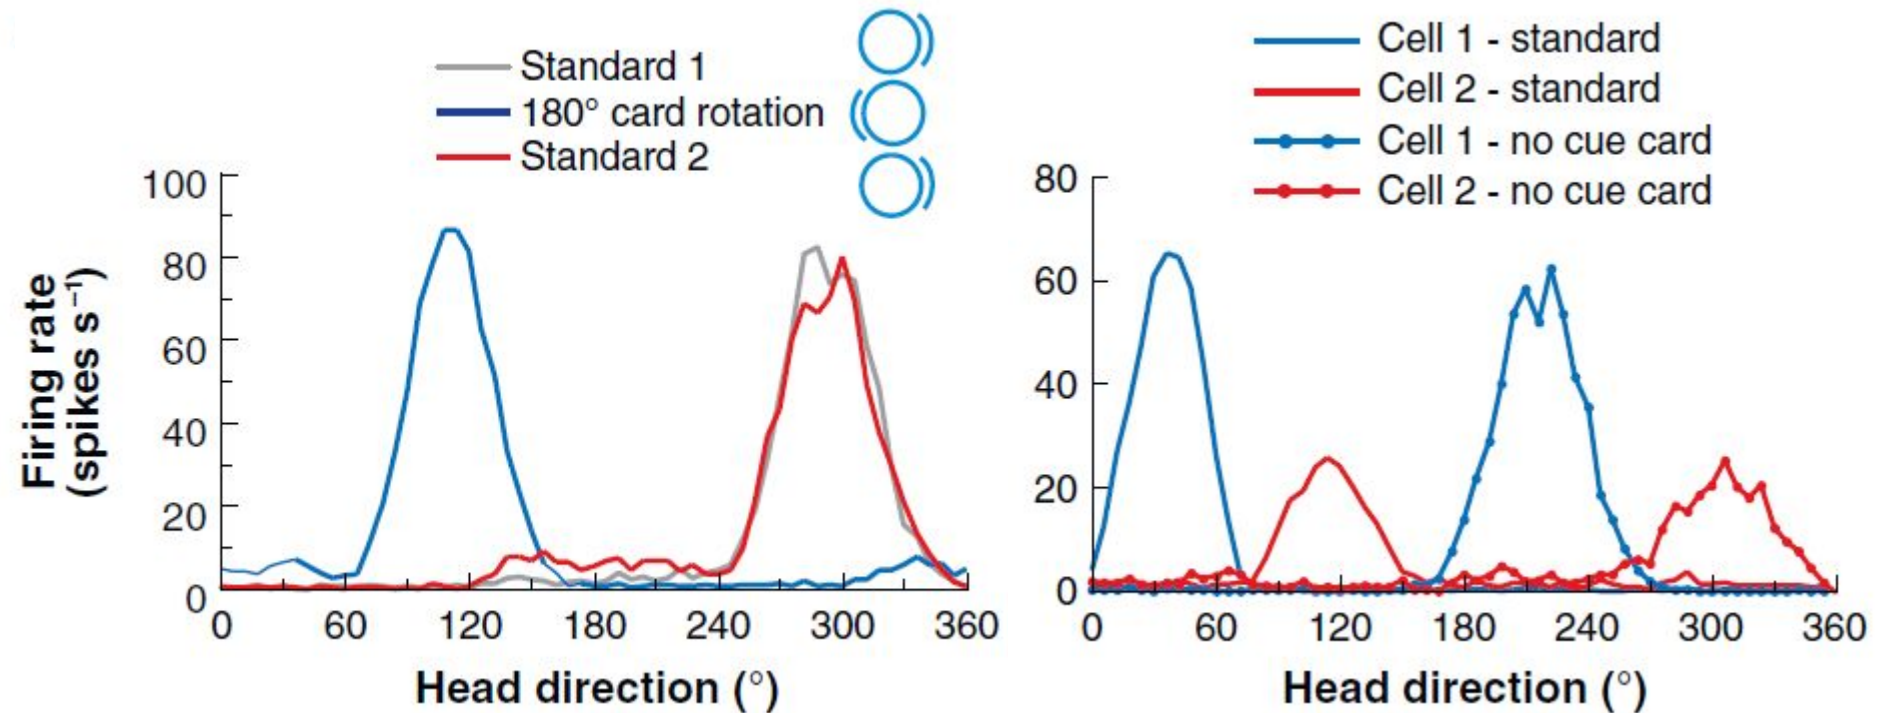 Standard 1
180° card rotation
Standard 2
Firing rate
(spikes s⁻¹)
100
80
60
40
20
0
0 60 120 180 240 300 360
Head direction (°)
Cell 1 - standard
Cell 2 - standard
Cell 1 - no cue card
Cell 2 - no cue card
80
60
40
20
0
0 60 120 180 240 300 360
Head direction (°)